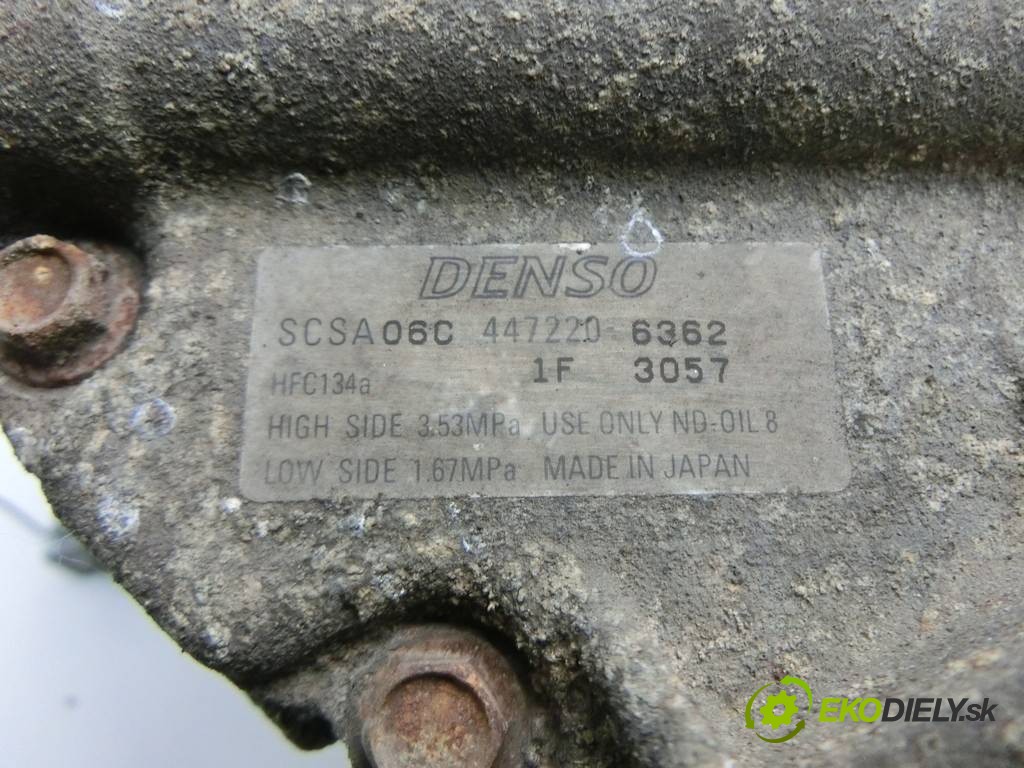 DENSO
SCSA06C 447220-6362
1F 3057
HFC134a
HIGH SIDE 3.53MPa USE ONLY ND-OIL 8
LOW SIDE 1.67MPa MADE IN JAPAN
EKODIELY.sk